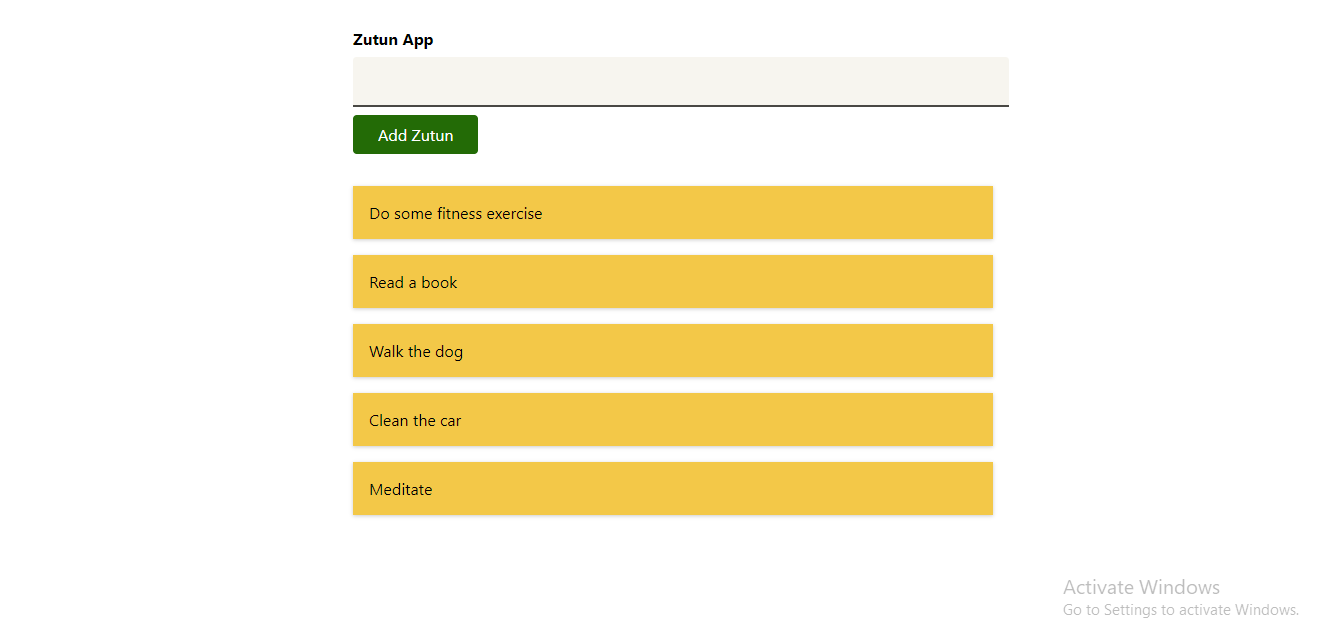 Zutun App
Add Zutun
Do some fitness exercise
Read a book
Walk the dog
Clean the car
Meditate
Activate Windows
Go to Settings to activate Windows.